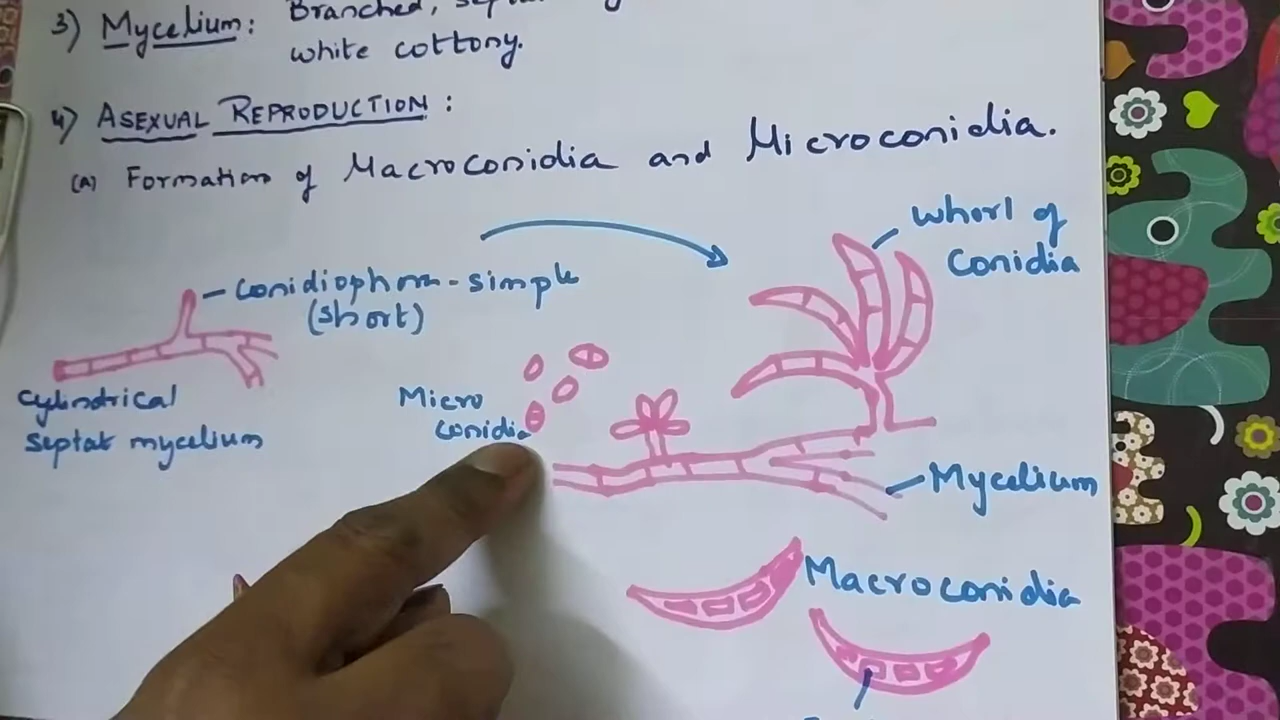 3) Mycelium: Branched,
white cottony.
4) ASEXUAL REPRODUCTION:
(a) Formation of Macroconidia and Microconidia.
whorl of
conidia
conidiophore-simple
(short)
cylindrical
septate mycelium
Micro
conidia
Mycelium
Macroconidia